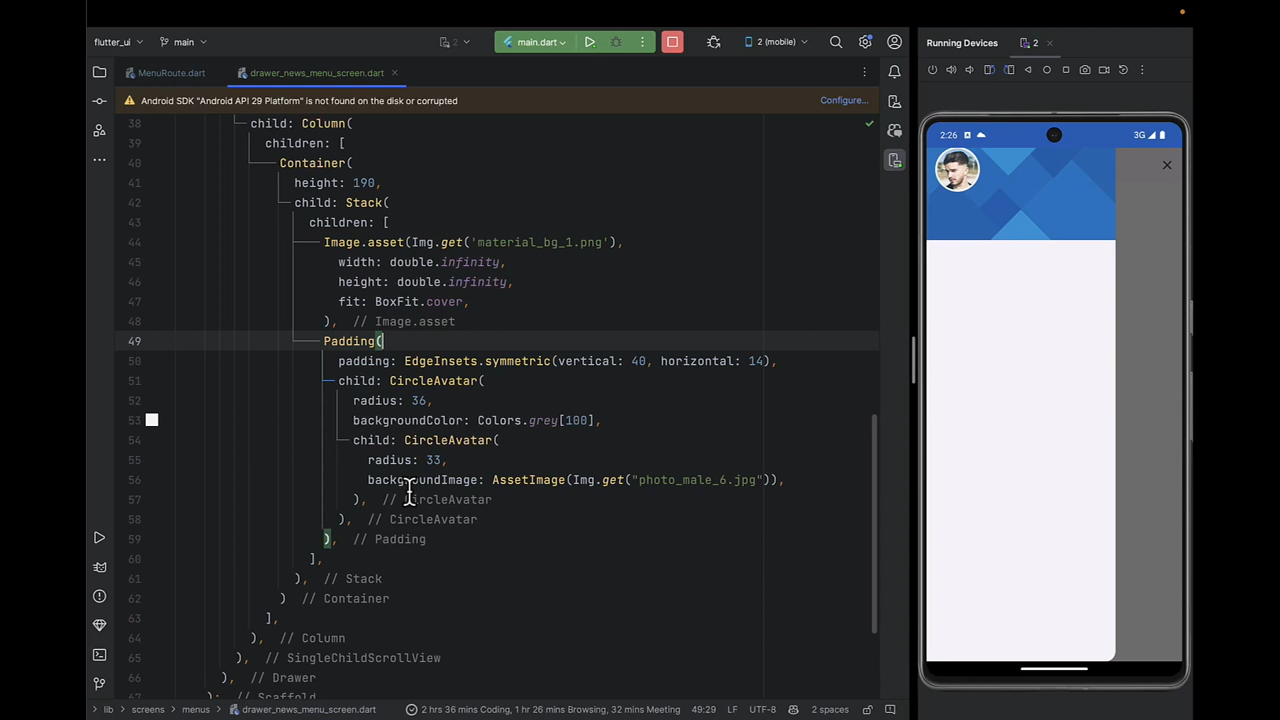 flutter_ui
main
2
main.dart
2 (mobile)
Running Devices
2
MenuRoute.dart
drawer_news_menu_screen.dart
Android SDK "Android API 29 Platform" is not found on the disk or corrupted
Configure...
38 child: Column(
39 children: [
40 Container(
41 height: 190,
42 child: Stack(
43 children: [
44 Image.asset(Img.get('material_bg_1.png'),
45 width: double.infinity,
46 height: double.infinity,
47 fit: BoxFit.cover,
48 ), // Image.asset
49 Padding(
50 padding: EdgeInsets.symmetric(vertical: 40, horizontal: 14),
51 child: CircleAvatar(
52 radius: 36,
53 backgroundColor: Colors.grey[100],
54 child: CircleAvatar(
55 radius: 33,
56 backgroundImage: AssetImage(Img.get("photo_male_6.jpg")),
57 ), // CircleAvatar
58 ), // CircleAvatar
59 ), // Padding
60 ],
61 ), // Stack
62 ) // Container
63 ],
64 ), // Column
65 ), // SingleChildScrollView
66 ), // Drawer
67 ); // Scaffold
2:26 A 3G
lib > screens > menus > drawer_news_menu_screen.dart
2 hrs 36 mins Coding, 1 hr 26 mins Browsing, 32 mins Meeting
49:29 LF UTF-8 2 spaces